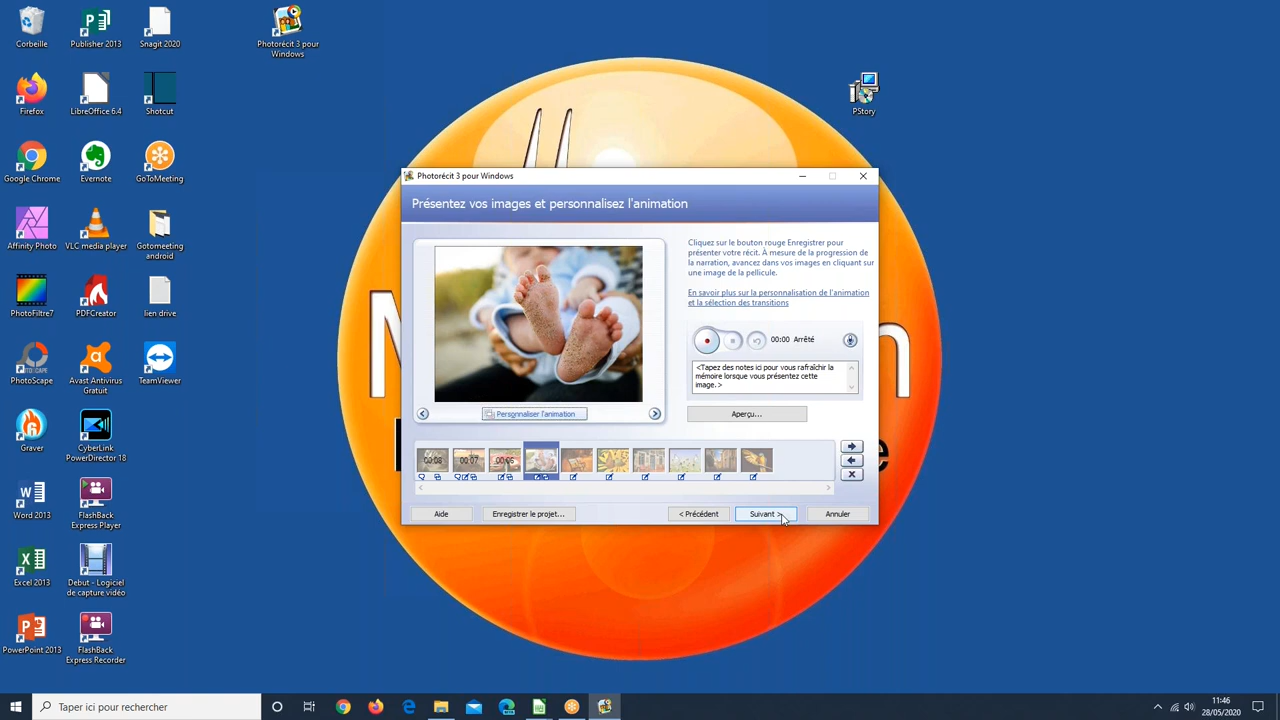 Corbeille
Publisher 2013
Snagit 2020
Photorécit 3 pour
Windows
Firefox
LibreOffice 6.4
Shotcut
PStory
Google Chrome
Evernote
GoToMeeting
Affinity Photo
VLC media player
Gotomeeting
android
PhotoFiltre7
PDFCreator
lien drive
PhotoScape
Avast Antivirus
Gratuit
TeamViewer
Graver
CyberLink
PowerDirector 18
Word 2013
FlashBack
Express Player
Excel 2013
Debut - Logiciel
de capture vidéo
PowerPoint 2013
FlashBack
Express Recorder
Photorécit 3 pour Windows
Présentez vos images et personnalisez l'animation
Cliquez sur le bouton rouge Enregistrer pour
présenter votre récit. À mesure de la progression de
la narration, avancez dans vos images en cliquant sur
une image de la pellicule.
En savoir plus sur la personnalisation de l'animation
et la sélection des transitions
00:00 Arrêté
<Tapez des notes ici pour vous rafraîchir la
mémoire lorsque vous présentez cette
image.>
Personnaliser l'animation
Aperçu...
00:08
00:07
00:06
Aide
Enregistrer le projet...
< Précédent
Suivant >
Annuler
Taper ici pour rechercher
11:46
28/05/2020